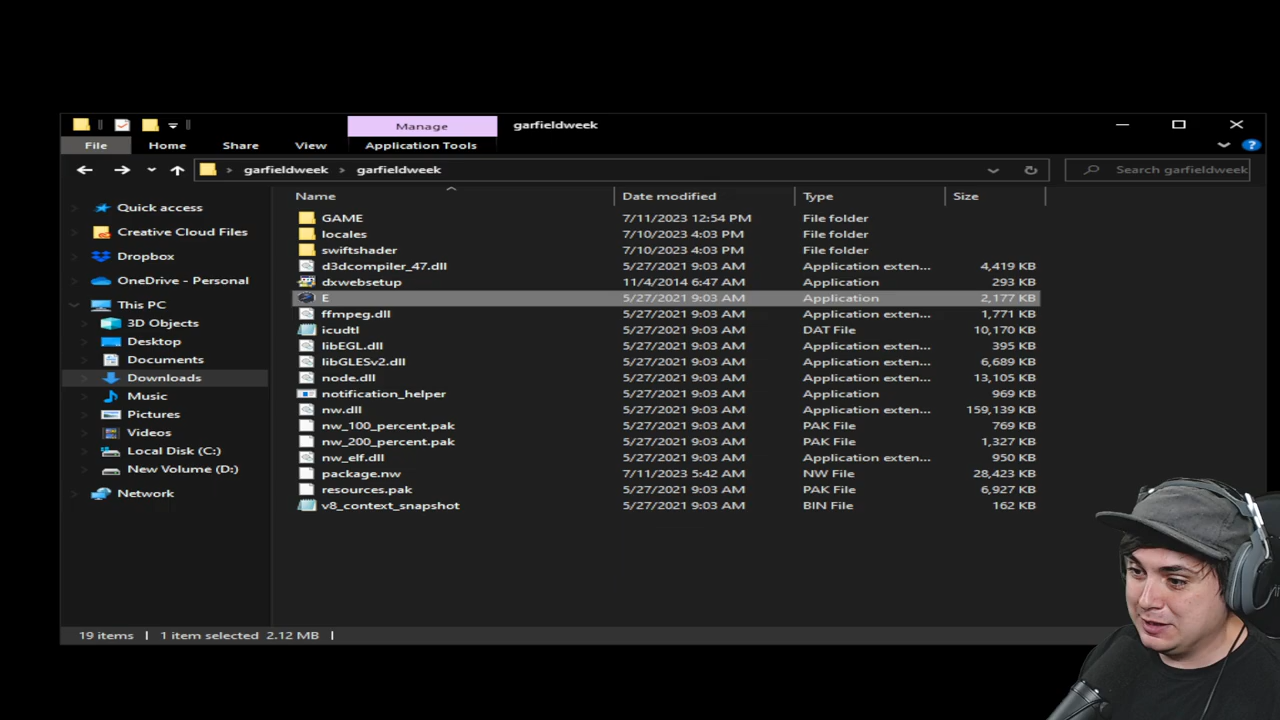 Manage
garfieldweek
File
Home
Share
View
Application Tools
garfieldweek
garfieldweek
Search garfieldweek
Name
Date modified
Type
Size
Quick access
Creative Cloud Files
Dropbox
OneDrive - Personal
This PC
3D Objects
Desktop
Documents
Downloads
Music
Pictures
Videos
Local Disk (C:)
New Volume (D:)
Network
GAME 7/11/2023 12:54 PM File folder
locales 7/10/2023 4:03 PM File folder
swiftshader 7/10/2023 4:03 PM File folder
d3dcompiler_47.dll 5/27/2021 9:03 AM Application exten... 4,419 KB
dxwebsetup 11/4/2014 6:47 AM Application 293 KB
E 5/27/2021 9:03 AM Application 2,177 KB
ffmpeg.dll 5/27/2021 9:03 AM Application exten... 1,771 KB
icudtl 5/27/2021 9:03 AM DAT File 10,170 KB
libEGL.dll 5/27/2021 9:03 AM Application exten... 395 KB
libGLESv2.dll 5/27/2021 9:03 AM Application exten... 6,689 KB
node.dll 5/27/2021 9:03 AM Application exten... 13,105 KB
notification_helper 5/27/2021 9:03 AM Application 969 KB
nw.dll 5/27/2021 9:03 AM Application exten... 159,139 KB
nw_100_percent.pak 5/27/2021 9:03 AM PAK File 769 KB
nw_200_percent.pak 5/27/2021 9:03 AM PAK File 1,327 KB
nw_elf.dll 5/27/2021 9:03 AM Application exten... 950 KB
package.nw 7/11/2023 5:42 AM NW File 28,423 KB
resources.pak 5/27/2021 9:03 AM PAK File 6,927 KB
v8_context_snapshot 5/27/2021 9:03 AM BIN File 162 KB
19 items 1 item selected 2.12 MB